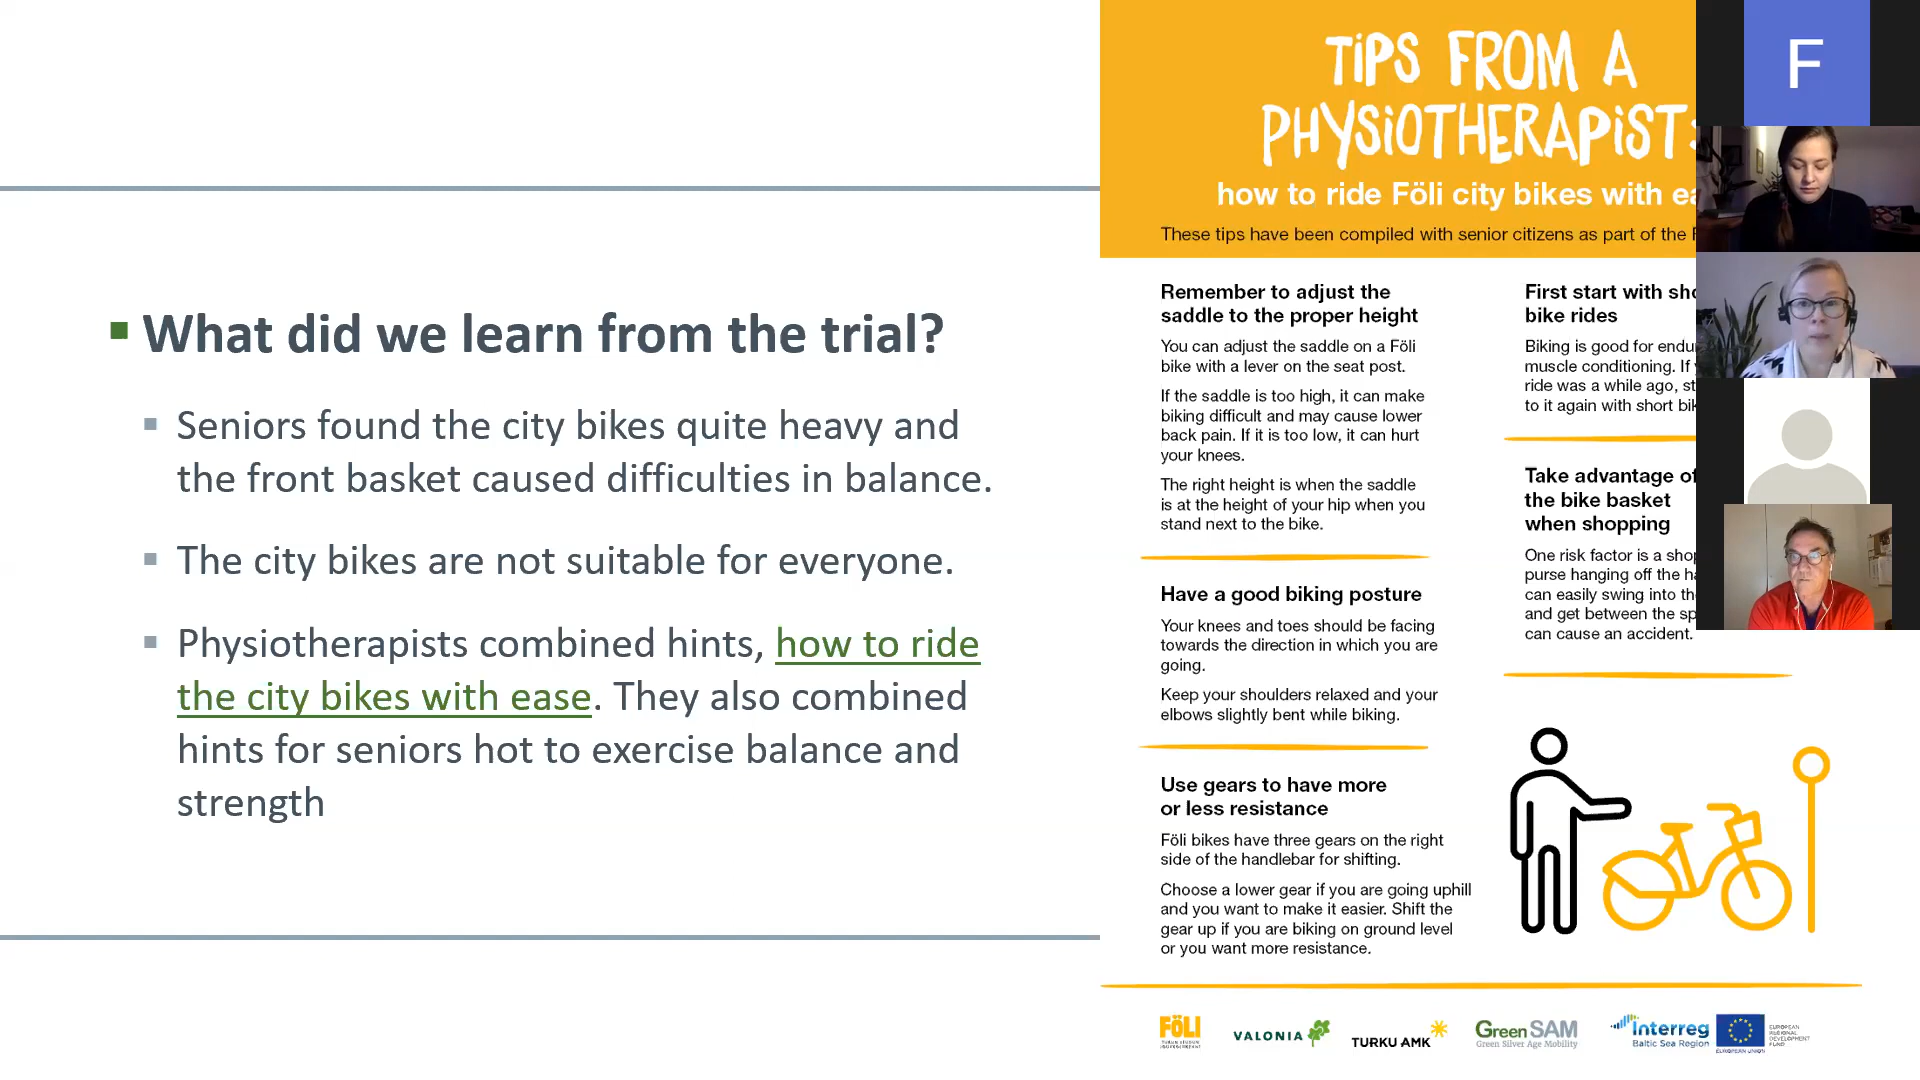 What did we learn from the trial?
Seniors found the city bikes quite heavy and
the front basket caused difficulties in balance.
The city bikes are not suitable for everyone.
Physiotherapists combined hints, how to ride
the city bikes with ease. They also combined
hints for seniors hot to exercise balance and
strength
TiPS FROM A
PHYSiOTHERAPiST:
how to ride Föli city bikes with
These tips have been compiled with senior citizens as part of the
Remember to adjust the
saddle to the proper height
You can adjust the saddle on a Föli
bike with a lever on the seat post.
If the saddle is too high, it can make
biking difficult and may cause lower
back pain. If it is too low, it can hurt
your knees.
The right height is when the saddle
is at the height of your hip when you
stand next to the bike.
Have a good biking posture
Your knees and toes should be facing
towards the direction in which you are
going.
Keep your shoulders relaxed and your
elbows slightly bent while biking.
Use gears to have more
or less resistance
Föli bikes have three gears on the right
side of the handlebar for shifting.
Choose a lower gear if you are going uphill
and you want to make it easier. Shift the
gear up if you are biking on ground level
or you want more resistance.
First start with
bike rides
Biking is good for
muscle conditioning. If
ride was a while ago,
to it again with short
Take advantage of
the bike basket
when shopping
One risk factor is a
purse hanging off the
can easily swing into
and get between the
can cause an accident.
F
FÖLI
VALONIA
TURKU AMK
GreenSAM
Green Silver Age Mobility
Interreg
Baltic Sea Region
EUROPEAN UNION
EUROPEAN
REGIONAL
DEVELOPMENT
FUND